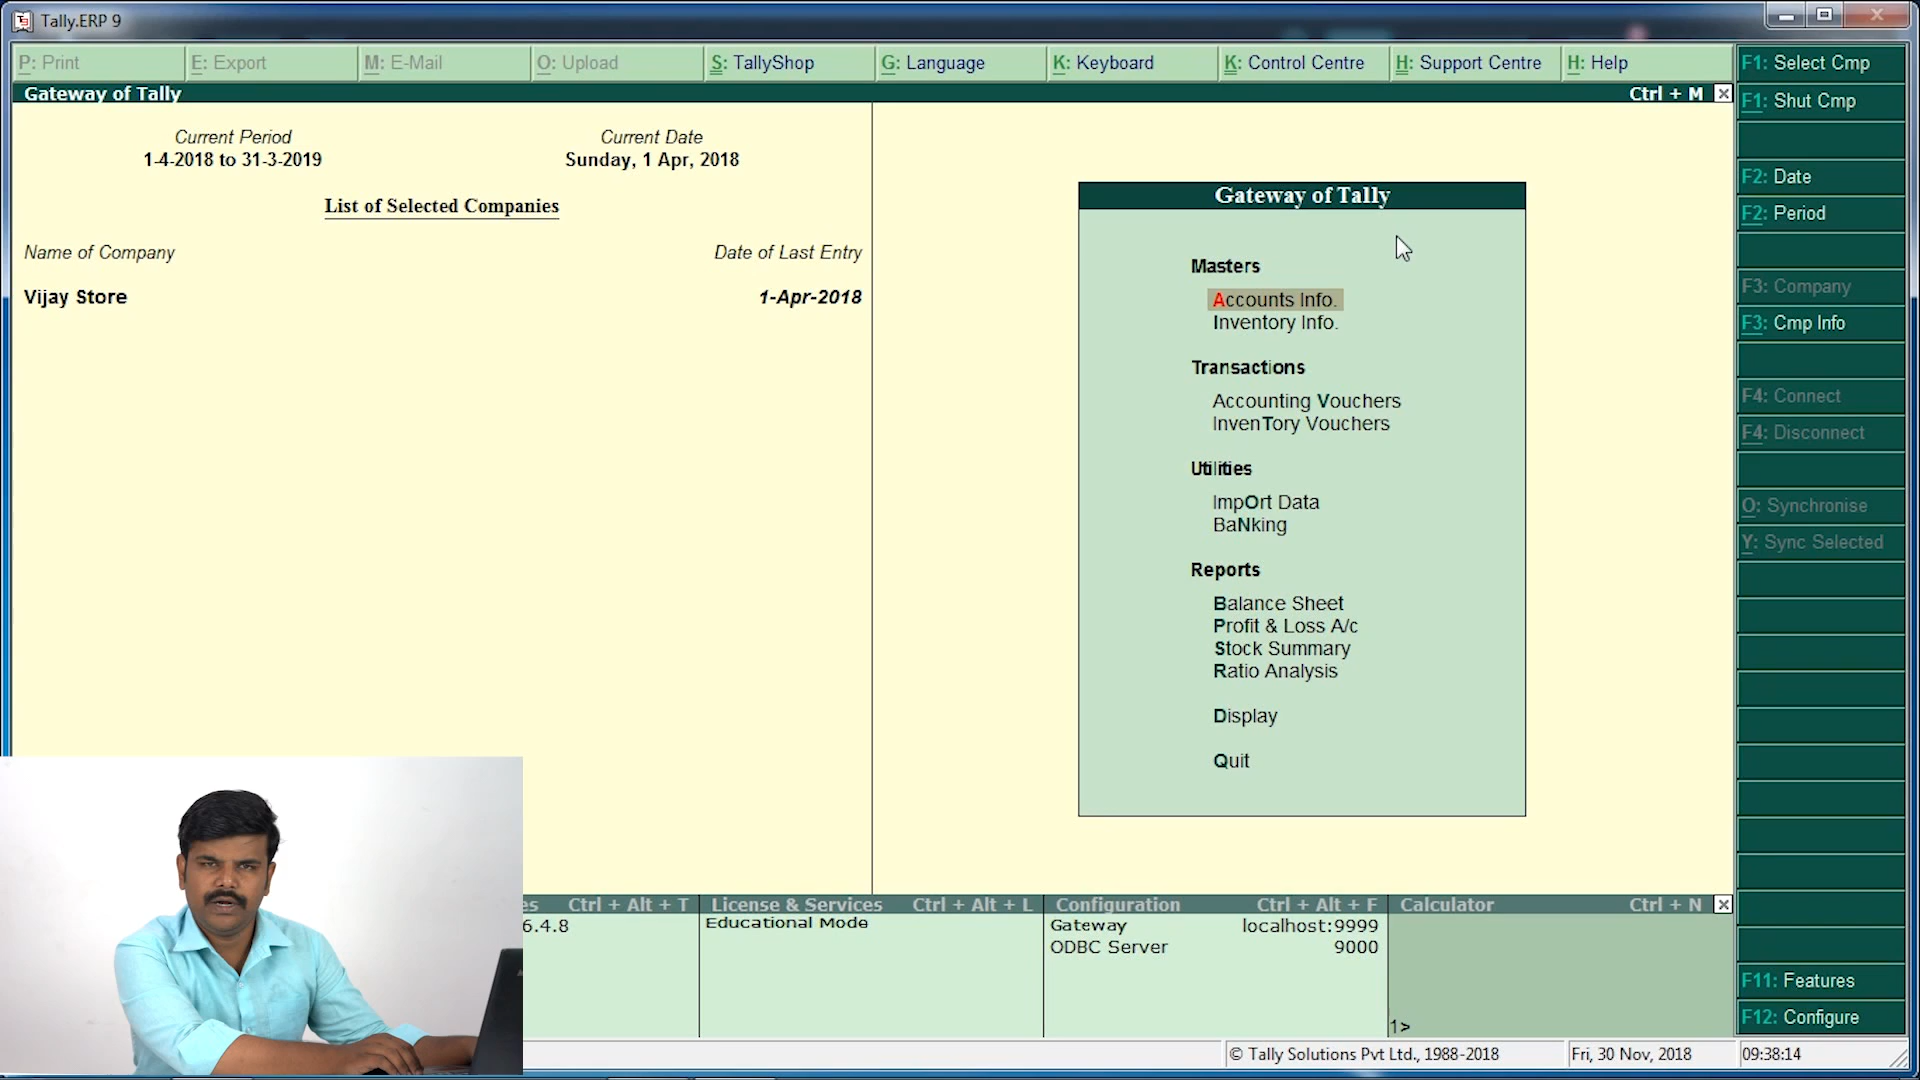 Tally.ERP 9
P: Print
E: Export
M: E-Mail
O: Upload
S: TallyShop
G: Language
K: Keyboard
K: Control Centre
H: Support Centre
H: Help
Gateway of Tally
Ctrl + M
Current Period
1-4-2018 to 31-3-2019
Current Date
Sunday, 1 Apr, 2018
List of Selected Companies
Name of Company
Date of Last Entry
Vijay Store
1-Apr-2018
Gateway of Tally
Masters
Accounts Info.
Inventory Info.
Transactions
Accounting Vouchers
InvenTory Vouchers
Utilities
ImpOrt Data
BaNking
Reports
Balance Sheet
Profit & Loss A/c
Stock Summary
Ratio Analysis
Display
Quit
F1: Select Cmp
F1: Shut Cmp
F2: Date
F2: Period
F3: Company
F3: Cmp Info
F4: Connect
F4: Disconnect
O: Synchronise
Y: Sync Selected
F11: Features
F12: Configure
Ctrl + Alt + T
6.4.8
License & Services
Ctrl + Alt + L
Educational Mode
Configuration
Ctrl + Alt + F
Gateway
localhost:9999
ODBC Server
9000
Calculator
Ctrl + N
1>
© Tally Solutions Pvt Ltd., 1988-2018
Fri, 30 Nov, 2018
09:38:14